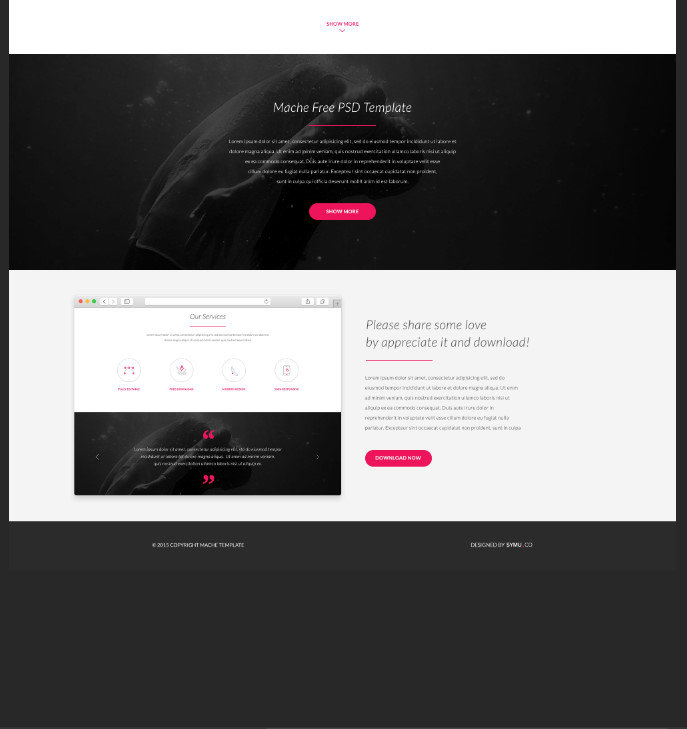 SHOW MORE
Mache Free PSD Template
Lorem ipsum dolor sit amet, consectetur adipisicing elit, sed do eiusmod tempor incididunt ut labore et
dolore magna aliqua. Ut enim ad minim veniam, quis nostrud exercitation ullamco laboris nisi ut aliquip
ex ea commodo consequat. Duis aute irure dolor in reprehenderit in voluptate velit esse
cillum dolore eu fugiat nulla pariatur. Excepteur sint occaecat cupidatat non proident,
sunt in culpa qui officia deserunt mollit anim id est laborum.
SHOW MORE
Our Services
FULLY EDITABLE
FREE DOWNLOAD
MODERN DESIGN
“
Lorem ipsum dolor sit amet, consectetur adipisicing elit, sed do eiusmod tempor
incididunt ut labore et dolore magna aliqua. Ut enim ad minim veniam,
quis nostrud exercitation ullamco laboris nisi ut aliquip ex.
”
Please share some love
by appreciate it and download!
Lorem ipsum dolor sit amet, consectetur adipisicing elit, sed do
eiusmod tempor incididunt ut labore et dolore magna aliqua. Ut enim
ad minim veniam, quis nostrud exercitation ullamco laboris nisi ut
aliquip ex ea commodo consequat. Duis aute irure dolor in
reprehenderit in voluptate velit esse cillum dolore eu fugiat nulla
pariatur. Excepteur sint occaecat cupidatat non proident, sunt in culpa
DOWNLOAD NOW
© 2015 COPYRIGHT MACHE TEMPLATE
DESIGNED BY SYMU.CO